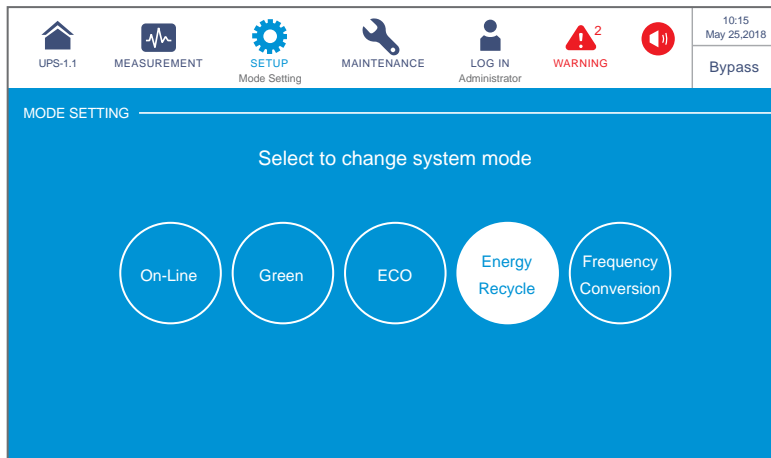 UPS-1.1
MEASUREMENT
SETUP
Mode Setting
MAINTENANCE
LOG IN
Administrator
2
WARNING
10:15
May 25,2018
Bypass
MODE SETTING
Select to change system mode
On-Line
Green
ECO
Energy
Recycle
Frequency
Conversion